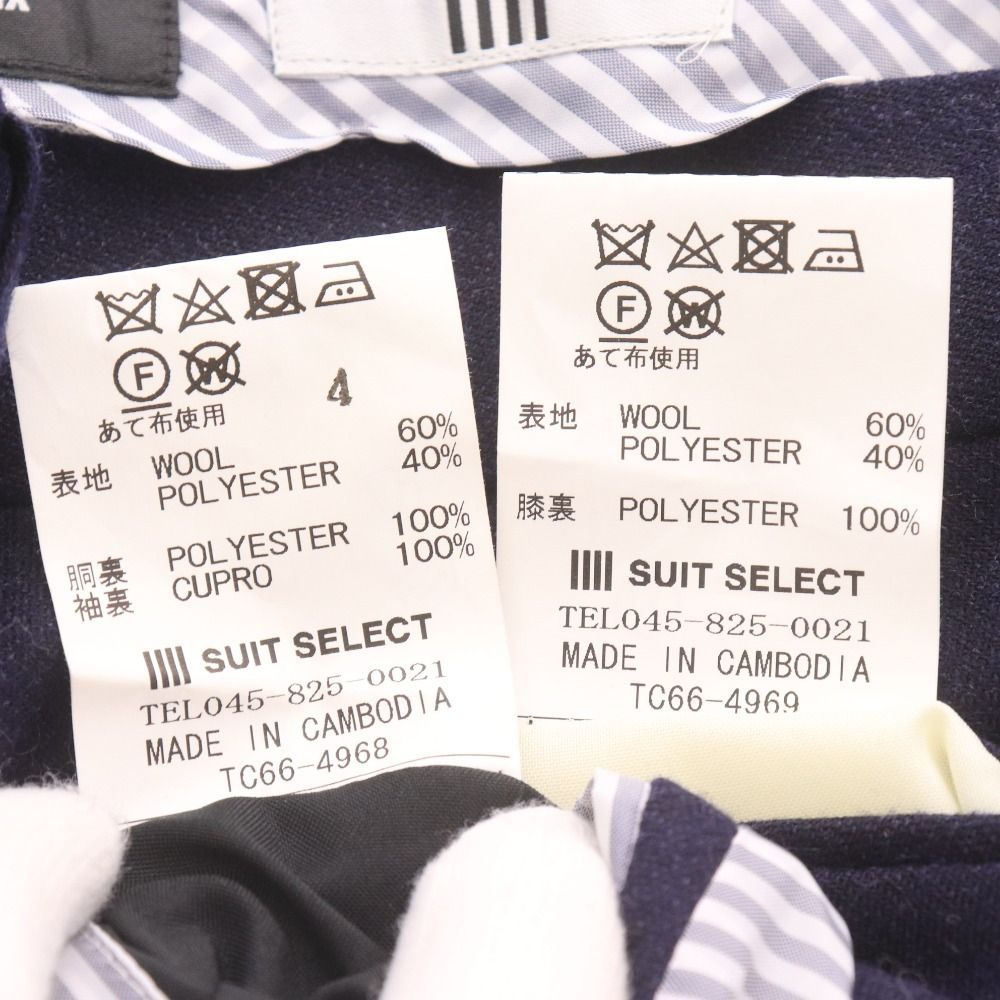 4
あて布使用
表地 WOOL 60%
POLYESTER 40%
胴裏 POLYESTER 100%
袖裏 CUPRO 100%
SUIT SELECT
TEL045-825-0021
MADE IN CAMBODIA
TC66-4968
F W
あて布使用
表地 WOOL 60%
POLYESTER 40%
膝裏 POLYESTER 100%
SUIT SELECT
TEL045-825-0021
MADE IN CAMBODIA
TC66-4969
F W